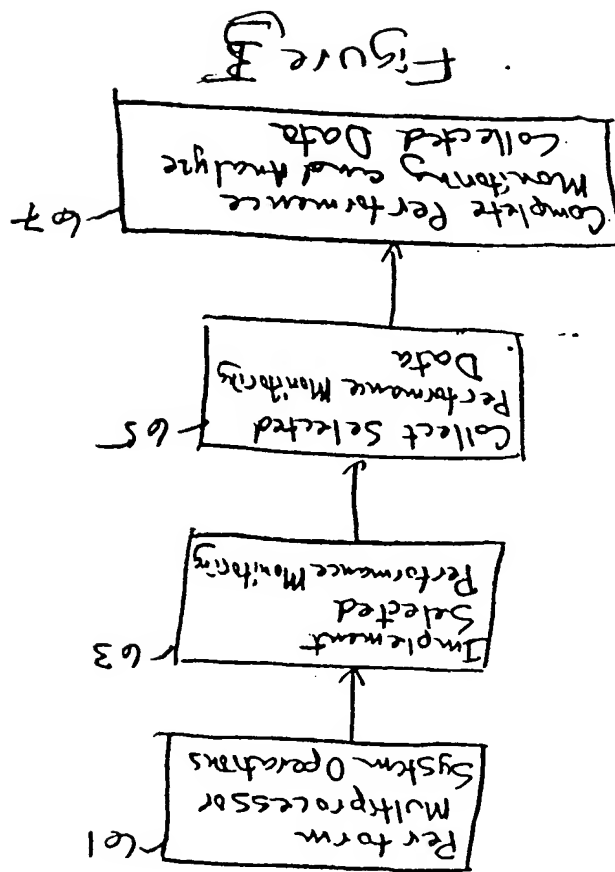 Perform
Multiprocessor
System Operations
61
Implement
Selected
Performance Monitoring
63
Collect Selected
Performance Monitoring
Data
65
Complete Performance
Monitoring and Analyze
Collected Data
67
Figure